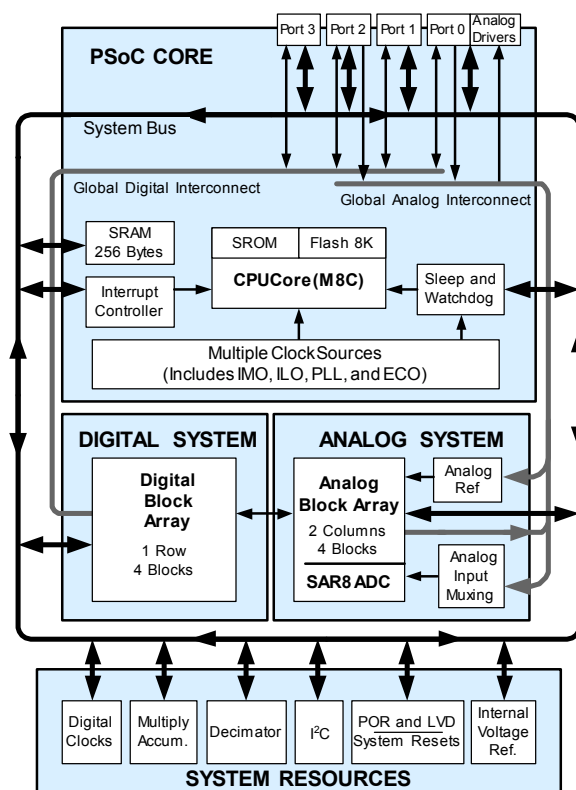 Port 3
Port 2
Port 1
Port 0
Analog
Drivers
PSoC CORE
System Bus
Global Digital Interconnect
Global Analog Interconnect
SRAM
256 Bytes
SROM
Flash 8K
CPUCore(M8C)
Interrupt
Controller
Sleep and
Watchdog
Multiple ClockSources
(Includes IMO, ILO, PLL, and ECO)
DIGITAL SYSTEM
ANALOG SYSTEM
Digital
Block
Array
1 Row
4 Blocks
Analog
Block Array
2 Columns
4 Blocks
SAR8 ADC
Analog
Ref
Analog
Input
Muxing
Digital
Clocks
Multiply
Accum.
Decimator
I²C
POR and LVD
System Resets
Internal
Voltage
Ref.
SYSTEM RESOURCES